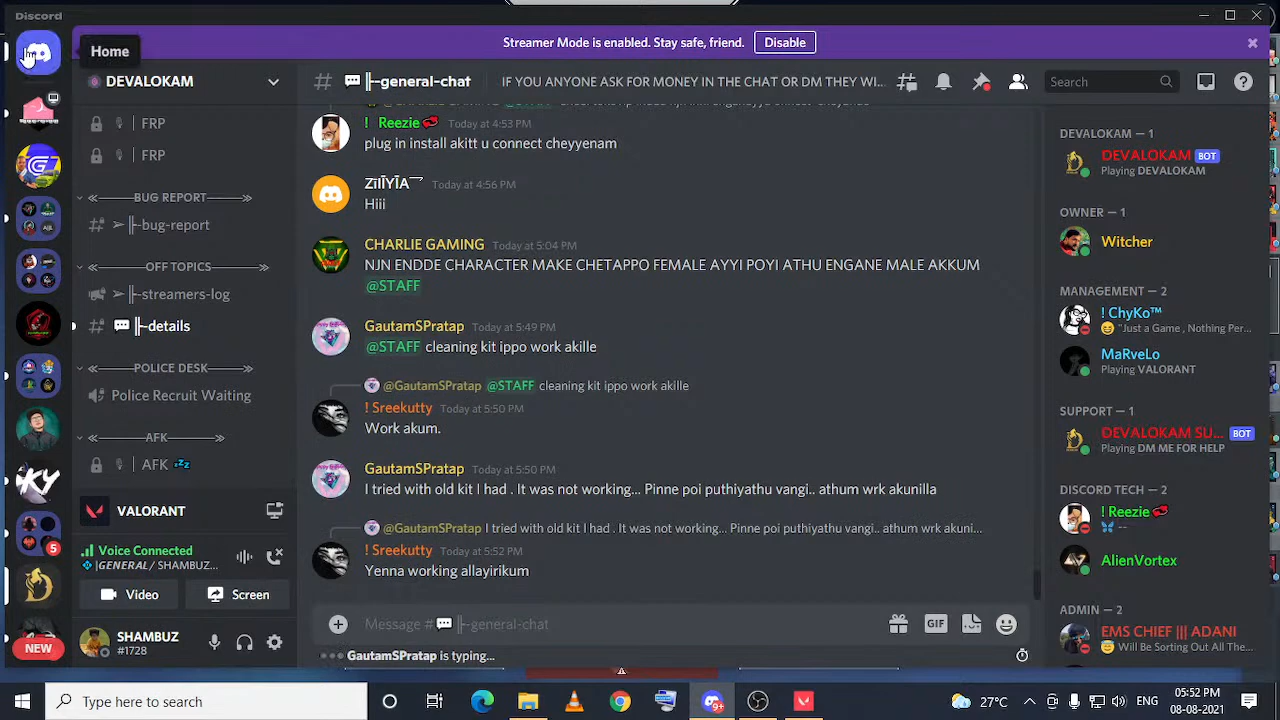 Discord
Streamer Mode is enabled. Stay safe, friend.
Disable
Home
DEVALOKAM
FRP
FRP
BUG REPORT
bug-report
OFF TOPICS
streamers-log
details
POLICE DESK
Police Recruit Waiting
AFK
AFK
VALORANT
Voice Connected
|GENERAL/ SHAMBUZ...
Video
Screen
SHAMBUZ
#1728
5
NEW
general-chat
IF YOU ANYONE ASK FOR MONEY IN THE CHAT OR DM THEY WI...
Search
! Reezie Today at 4:53 PM
plug in install akitt u connect cheyyenam
Today at 4:56 PM
Hiii
CHARLIE GAMING Today at 5:04 PM
NJN ENDDE CHARACTER MAKE CHETAPPO FEMALE AYYI POYI ATHU ENGANE MALE AKKUM
@STAFF
GautamSPratap Today at 5:49 PM
@STAFF cleaning kit ippo work akille
@GautamSPratap @STAFF cleaning kit ippo work akille
! Sreekutty Today at 5:50 PM
Work akum.
GautamSPratap Today at 5:50 PM
I tried with old kit I had . It was not working... Pinne poi puthiyathu vangi.. athum wrk akunilla
@GautamSPratap I tried with old kit I had . It was not working... Pinne poi puthiyathu vangi.. athum wrk akuni...
! Sreekutty Today at 5:52 PM
Yenna working allayirikum
Message # general-chat
GIF
GautamSPratap is typing...
DEVALOKAM — 1
DEVALOKAM BOT
Playing DEVALOKAM
OWNER — 1
Witcher
MANAGEMENT — 2
! ChyKo™
"Just a Game , Nothing Per...
MaRveLo
Playing VALORANT
SUPPORT — 1
DEVALOKAM SU... BOT
Playing DM ME FOR HELP
DISCORD TECH — 2
! Reezie
--
AlienVortex
ADMIN — 2
EMS CHIEF ||| ADANI
Will Be Sorting Out All The...
Type here to search
9+
27°C
ENG
05:52 PM
08-08-2021